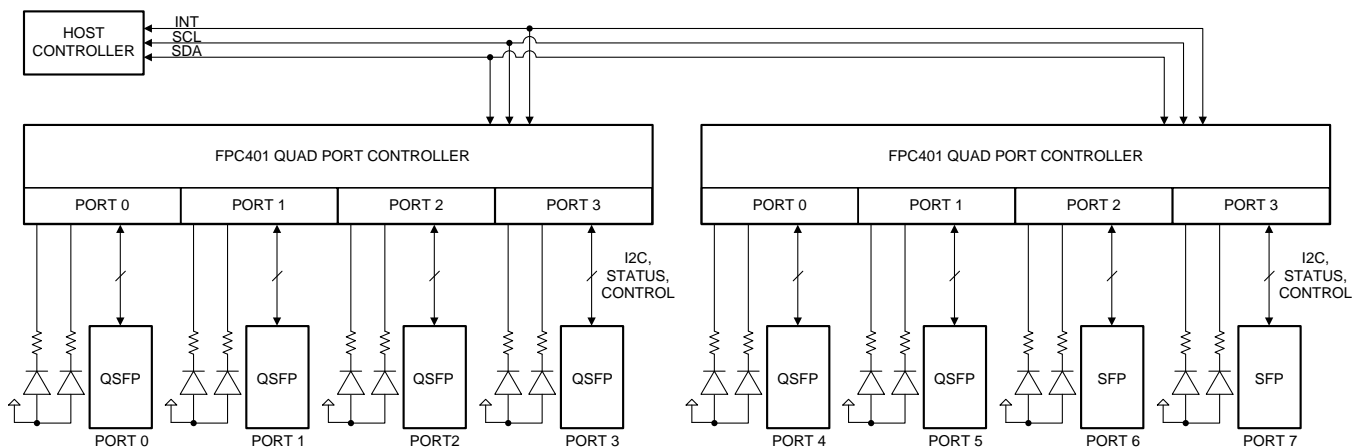 HOST
CONTROLLER
INT
SCL
SDA
FPC401 QUAD PORT CONTROLLER
PORT 0
PORT 1
PORT 2
PORT 3
FPC401 QUAD PORT CONTROLLER
PORT 0
PORT 1
PORT 2
PORT 3
I2C,
STATUS,
CONTROL
I2C,
STATUS,
CONTROL
QSFP
QSFP
QSFP
QSFP
QSFP
QSFP
SFP
SFP
PORT 0
PORT 1
PORT2
PORT 3
PORT 4
PORT 5
PORT 6
PORT 7